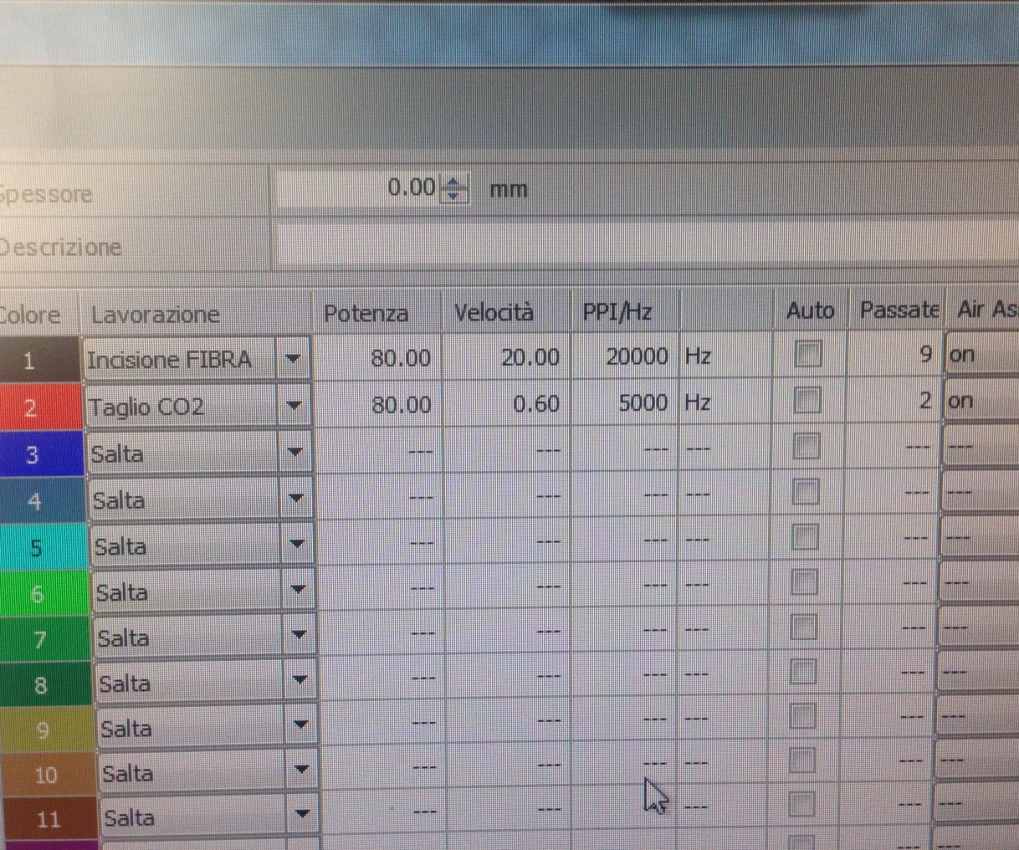 Spessore 0.00 mm
Descrizione
Colore Lavorazione Potenza Velocità PPI/Hz Auto Passate Air As
1 Incisione FIBRA 80.00 20.00 20000 Hz 9 on
2 Taglio CO2 80.00 0.60 5000 Hz 2 on
3 Salta --- --- --- --- --- ---
4 Salta --- --- --- --- --- ---
5 Salta --- --- --- --- --- ---
6 Salta --- --- --- --- --- ---
7 Salta --- --- --- --- --- ---
8 Salta --- --- --- --- --- ---
9 Salta --- --- --- --- --- ---
10 Salta --- --- --- --- --- ---
11 Salta --- --- --- --- --- ---